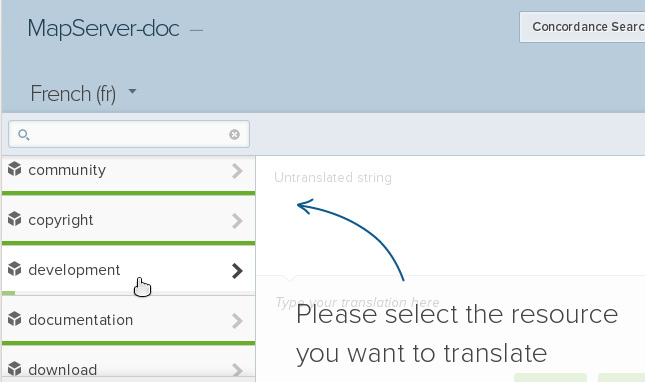 MapServer-doc —
Concordance Searc
French (fr)
community
Untranslated string
copyright
development
Type your translation here
Please select the resource
you want to translate
documentation
download